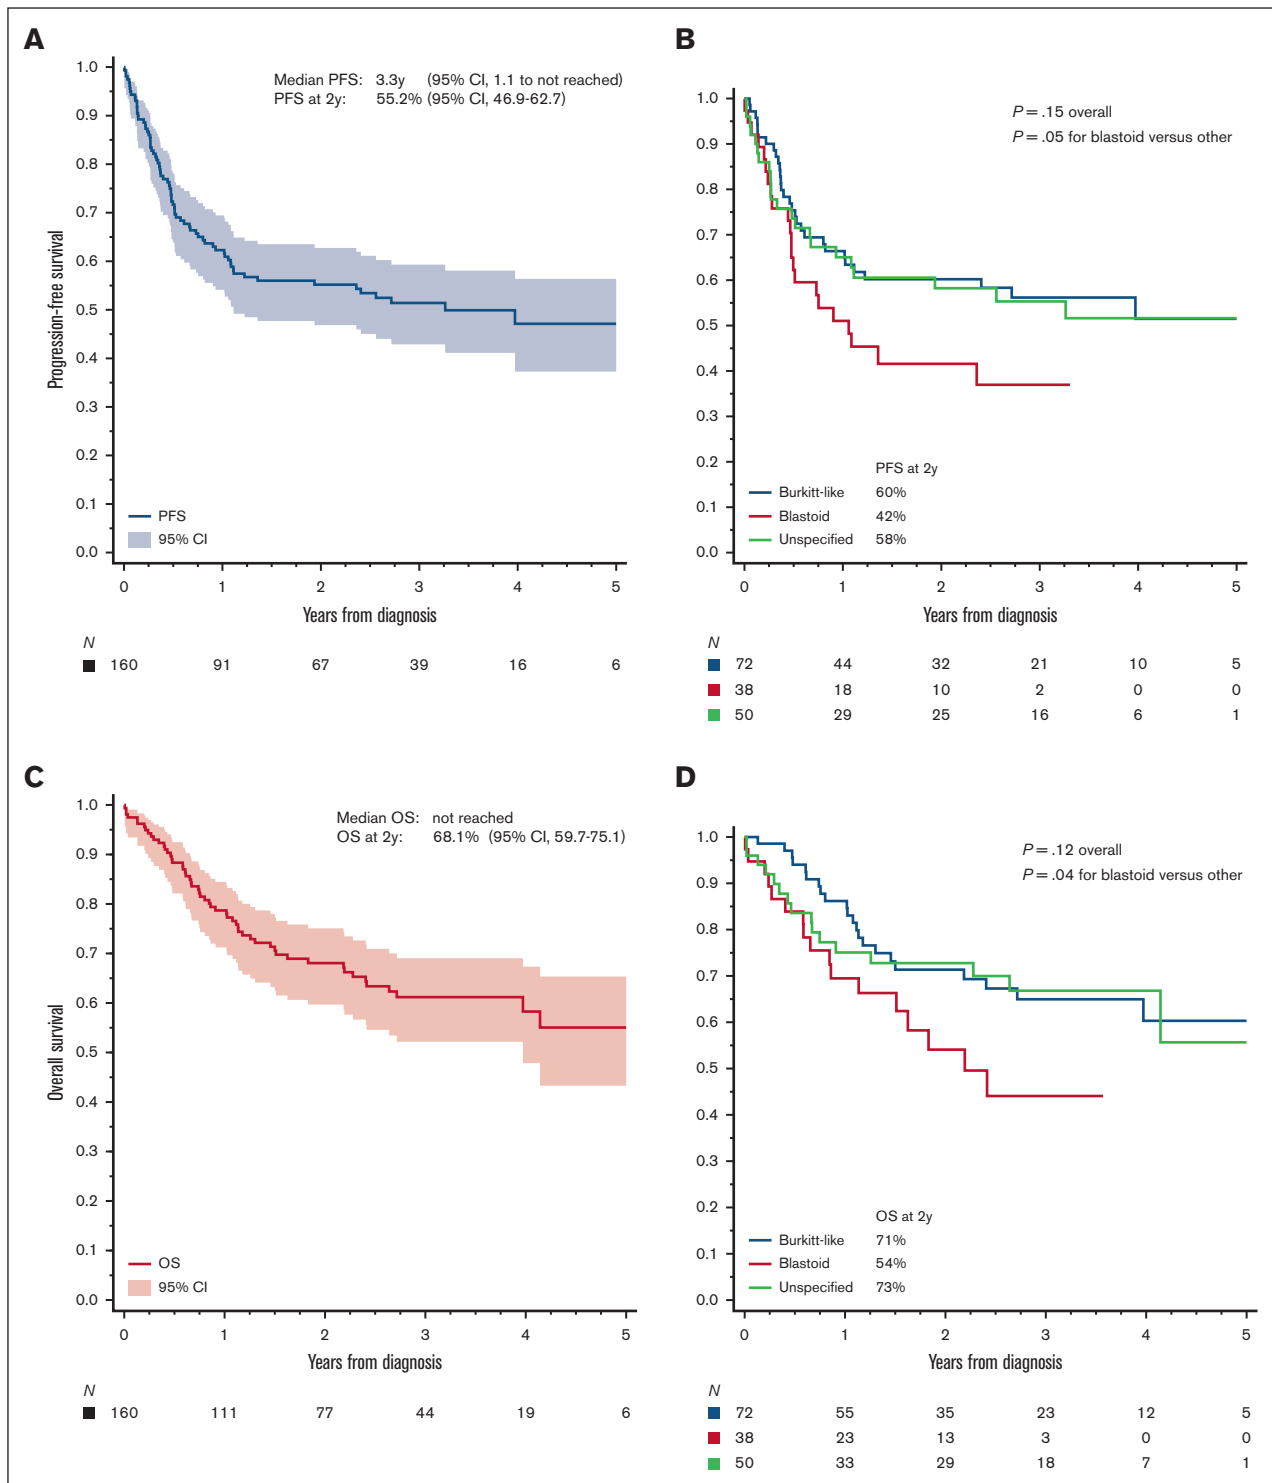 A
Median PFS: 3.3y (95% CI, 1.1 to not reached)
PFS at 2y: 55.2% (95% CI, 46.9-62.7)
1.0
0.9
0.8
0.7
0.6
0.5
0.4
0.3
0.2
0.1
0.0
Progression-free survival
PFS
95% CI
0 1 2 3 4 5
Years from diagnosis
N
160 91 67 39 16 6
B
P = .15 overall
P = .05 for blastoid versus other
1.0
0.9
0.8
0.7
0.6
0.5
0.4
0.3
0.2
0.1
0.0
PFS at 2y
Burkitt-like 60%
Blastoid 42%
Unspecified 58%
0 1 2 3 4 5
Years from diagnosis
N
72 44 32 21 10 5
38 18 10 2 0 0
50 29 25 16 6 1
C
Median OS: not reached
OS at 2y: 68.1% (95% CI, 59.7-75.1)
1.0
0.9
0.8
0.7
0.6
0.5
0.4
0.3
0.2
0.1
0.0
Overall survival
OS
95% CI
0 1 2 3 4 5
Years from diagnosis
N
160 111 77 44 19 6
D
P = .12 overall
P = .04 for blastoid versus other
1.0
0.9
0.8
0.7
0.6
0.5
0.4
0.3
0.2
0.1
0.0
OS at 2y
Burkitt-like 71%
Blastoid 54%
Unspecified 73%
0 1 2 3 4 5
Years from diagnosis
N
72 55 35 23 12 5
38 23 13 3 0 0
50 33 29 18 7 1